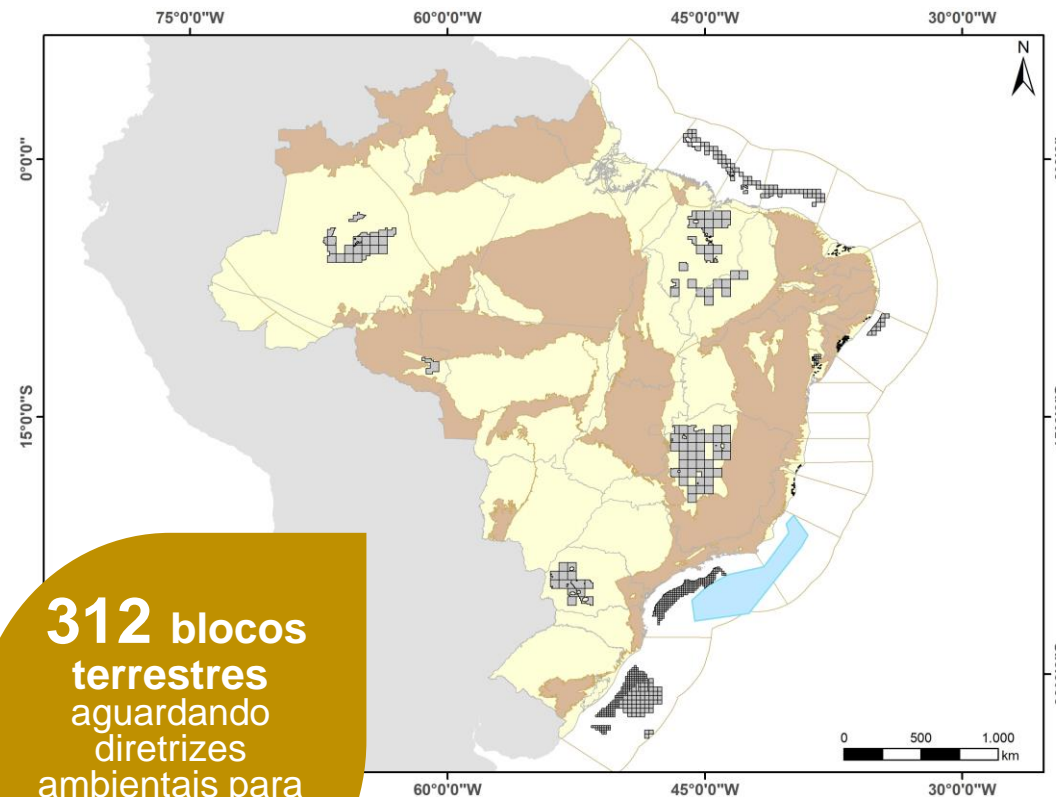 75°0'0"W 60°0'0"W 45°0'0"W 30°0'0"W
N
0°0'0"
15°0'0"S
312 blocos
terrestres
aguardando
diretrizes
ambientais para
0 500 1.000
km
60°0'0"W 45°0'0"W 30°0'0"W